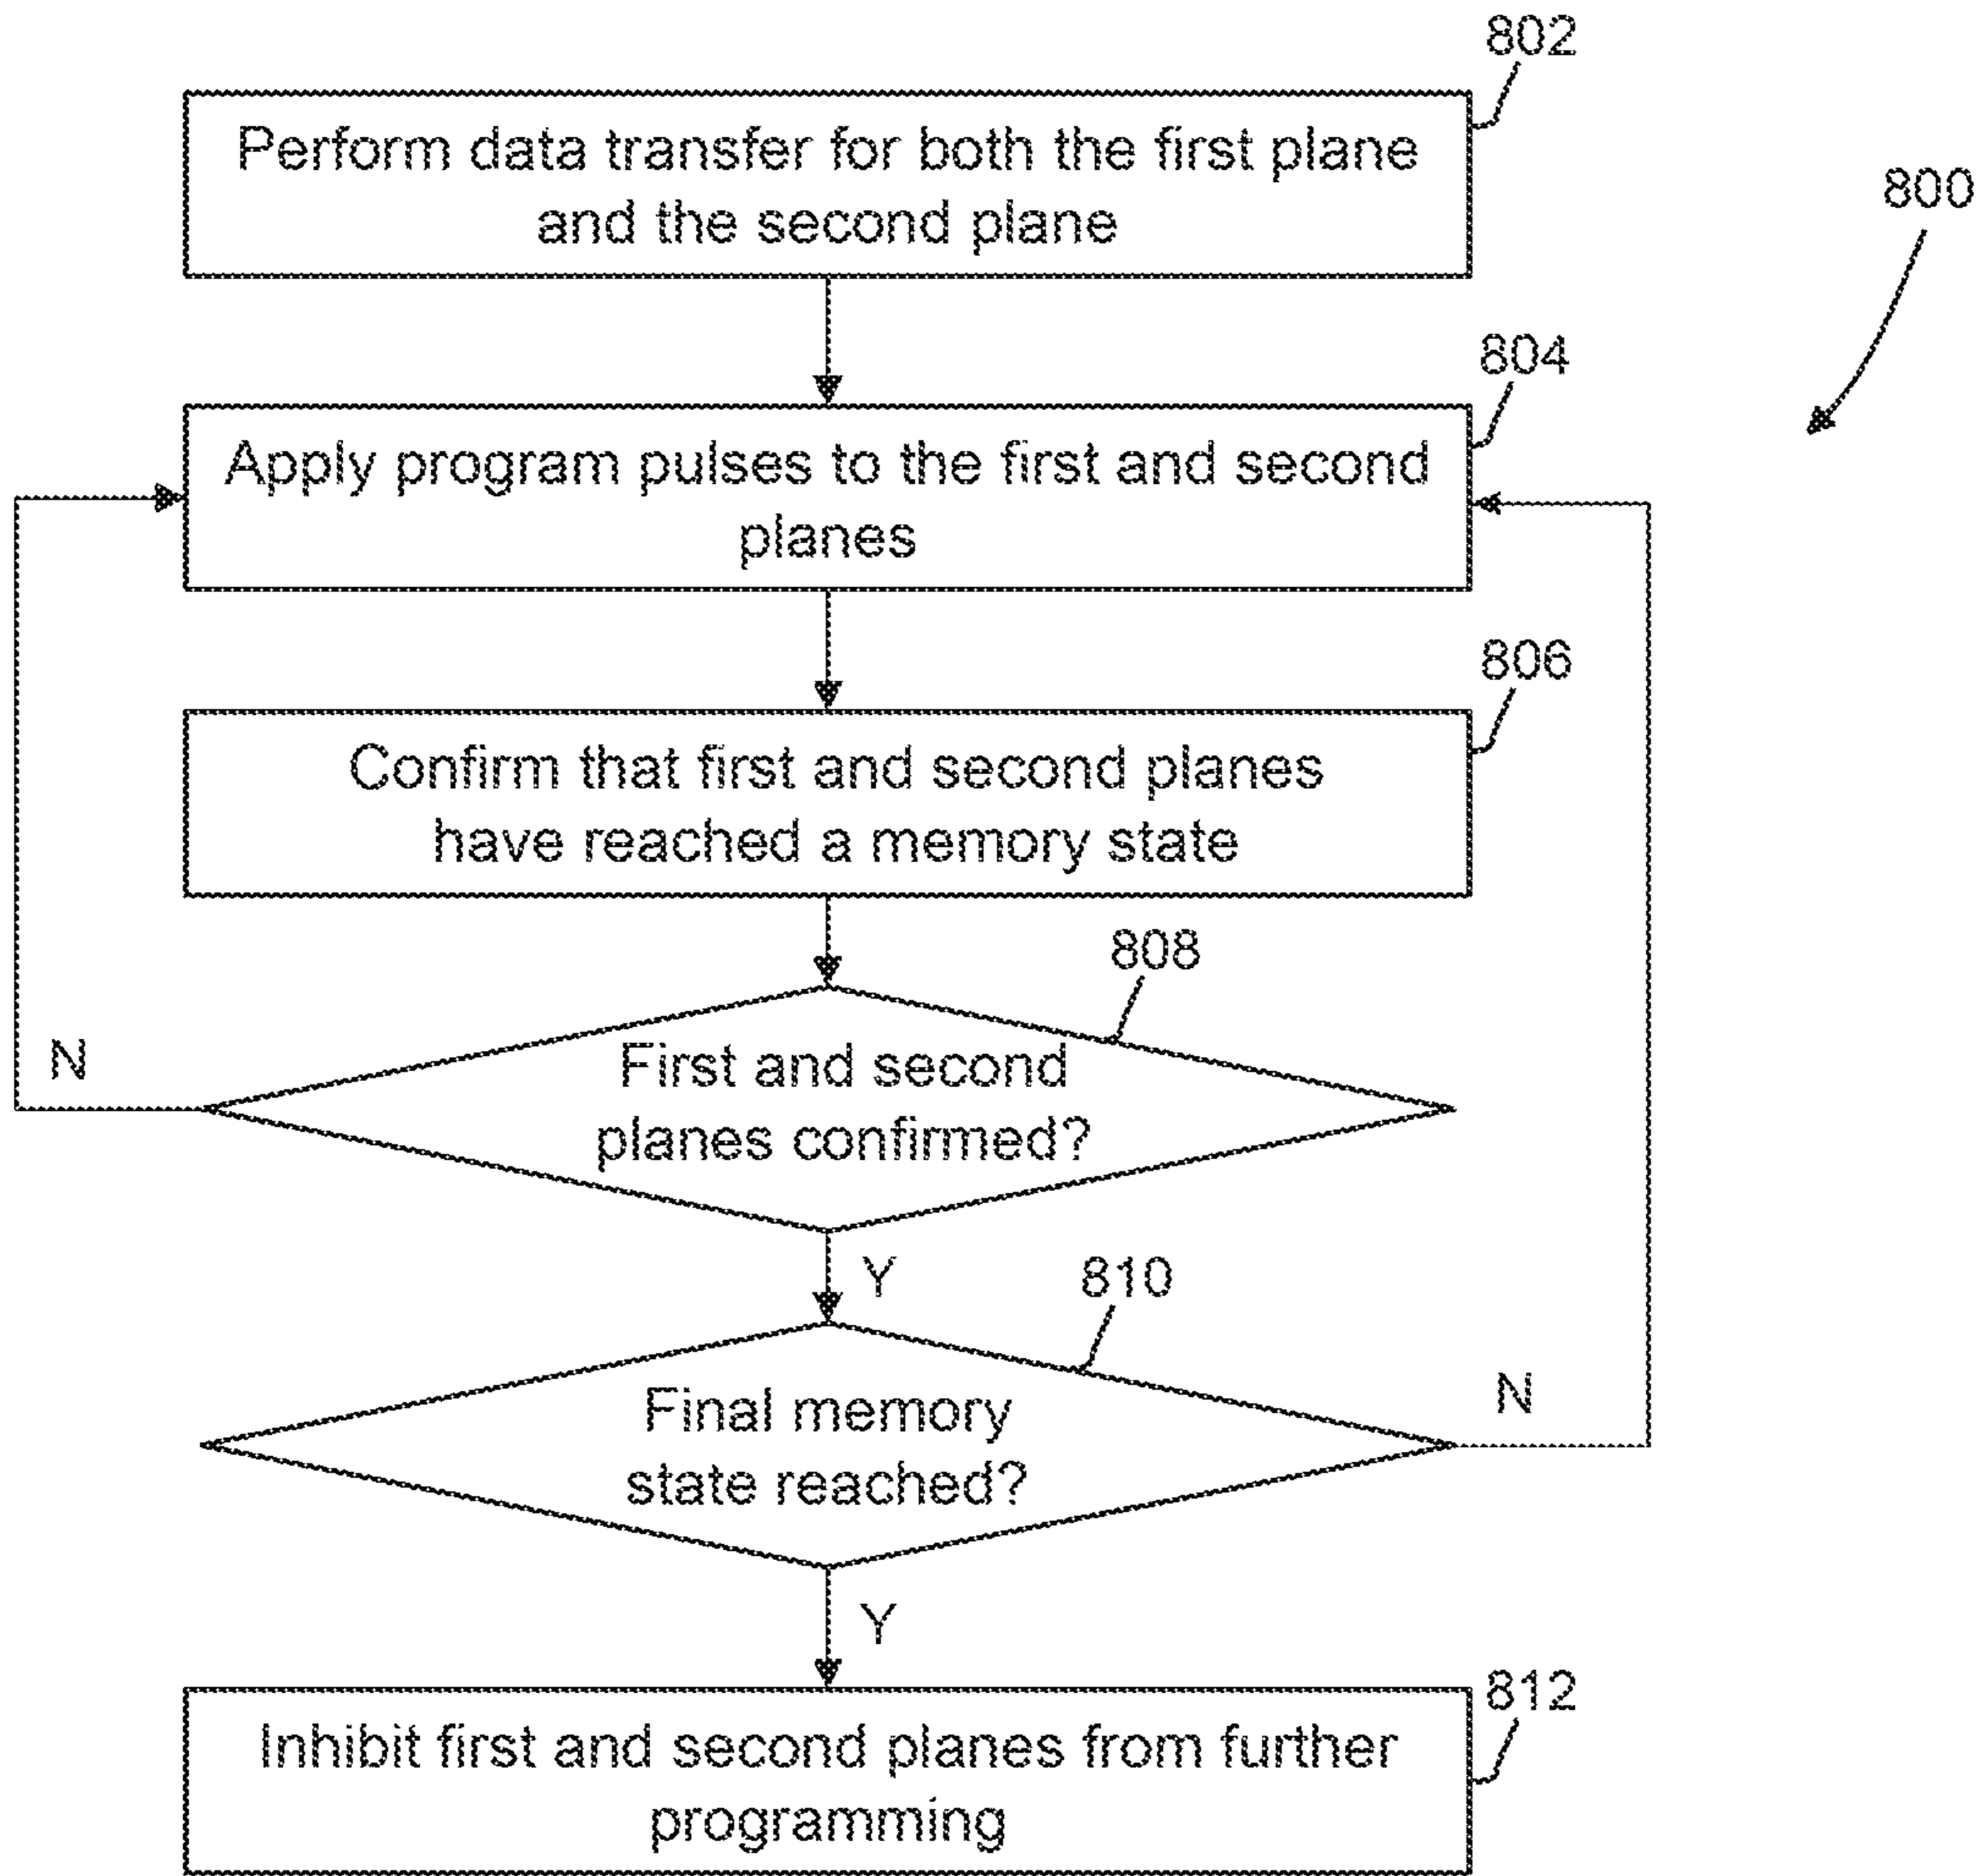 802
Perform data transfer for both the first plane
and the second plane
800
804
Apply program pulses to the first and second
planes
806
Confirm that first and second planes
have reached a memory state
808
N
First and second
planes confirmed?
Y
810
Final memory
state reached?
N
Y
812
Inhibit first and second planes from further
programming